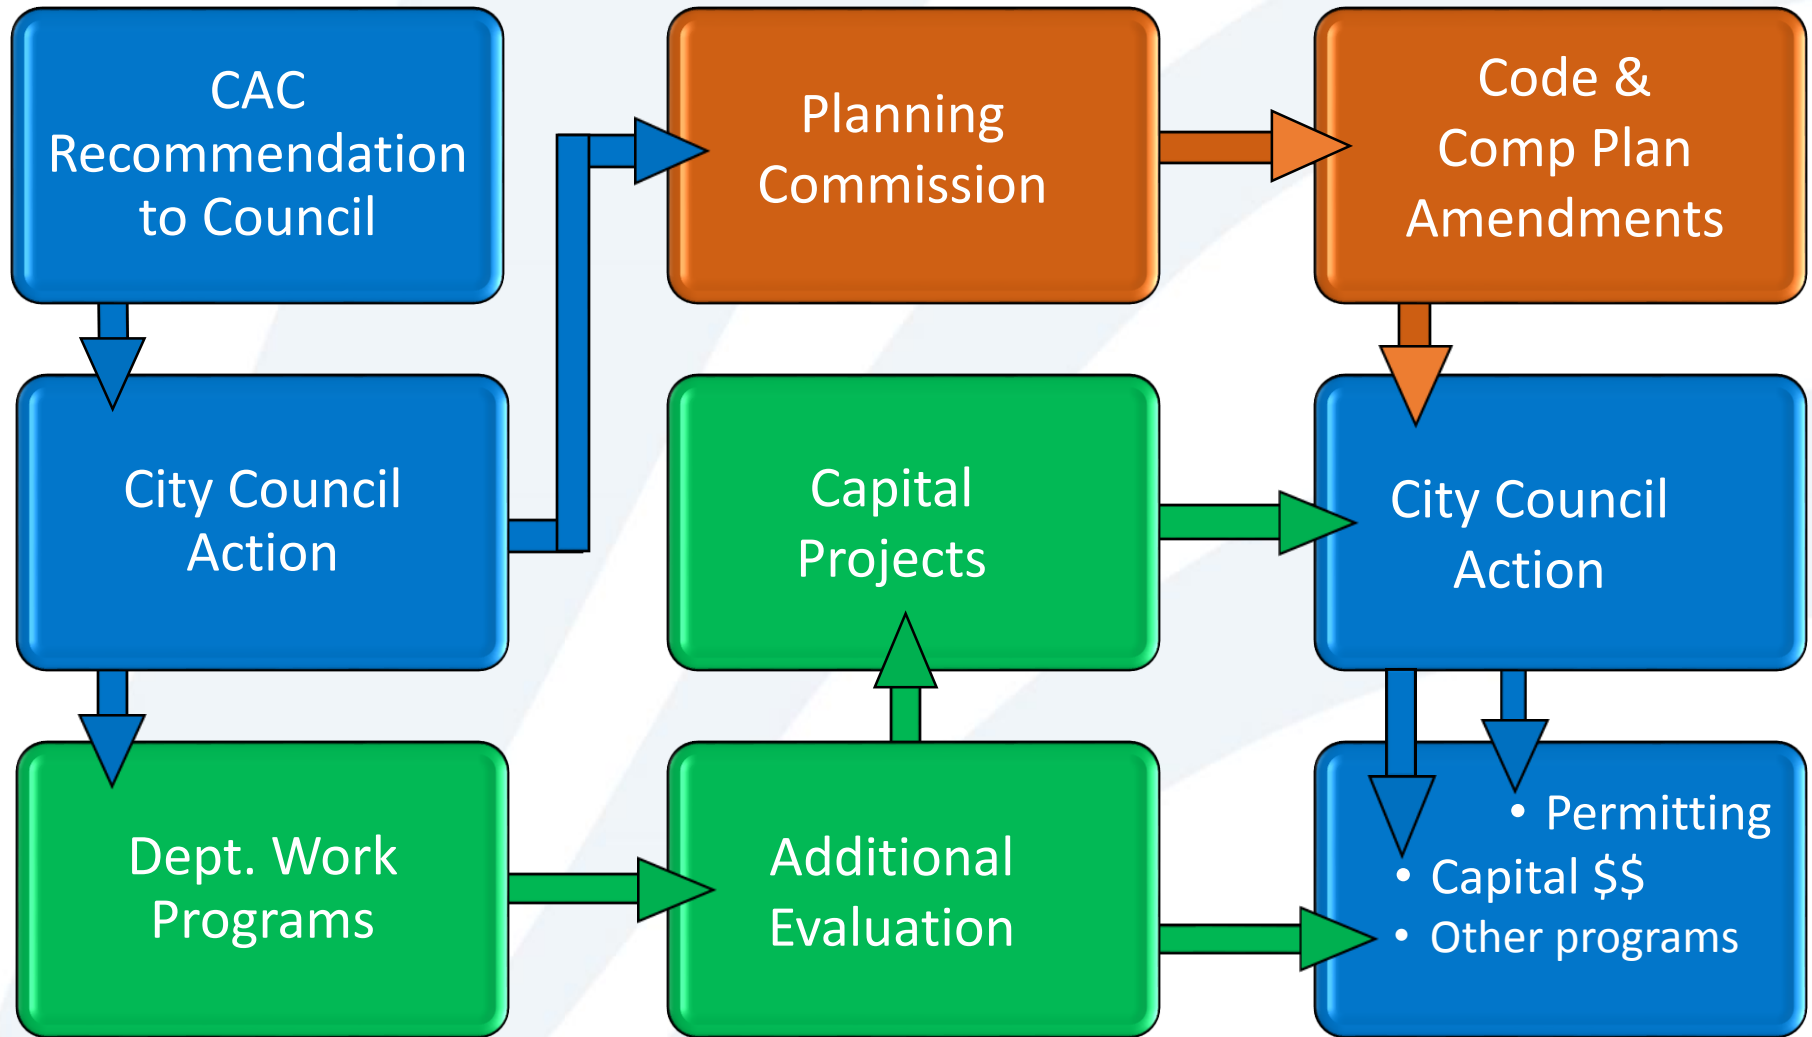 CAC
Recommendation
to Council
Planning
Commission
Code &
Comp Plan
Amendments
City Council
Action
Capital
Projects
City Council
Action
Dept. Work
Programs
Additional
Evaluation
• Permitting
• Capital $$
• Other programs